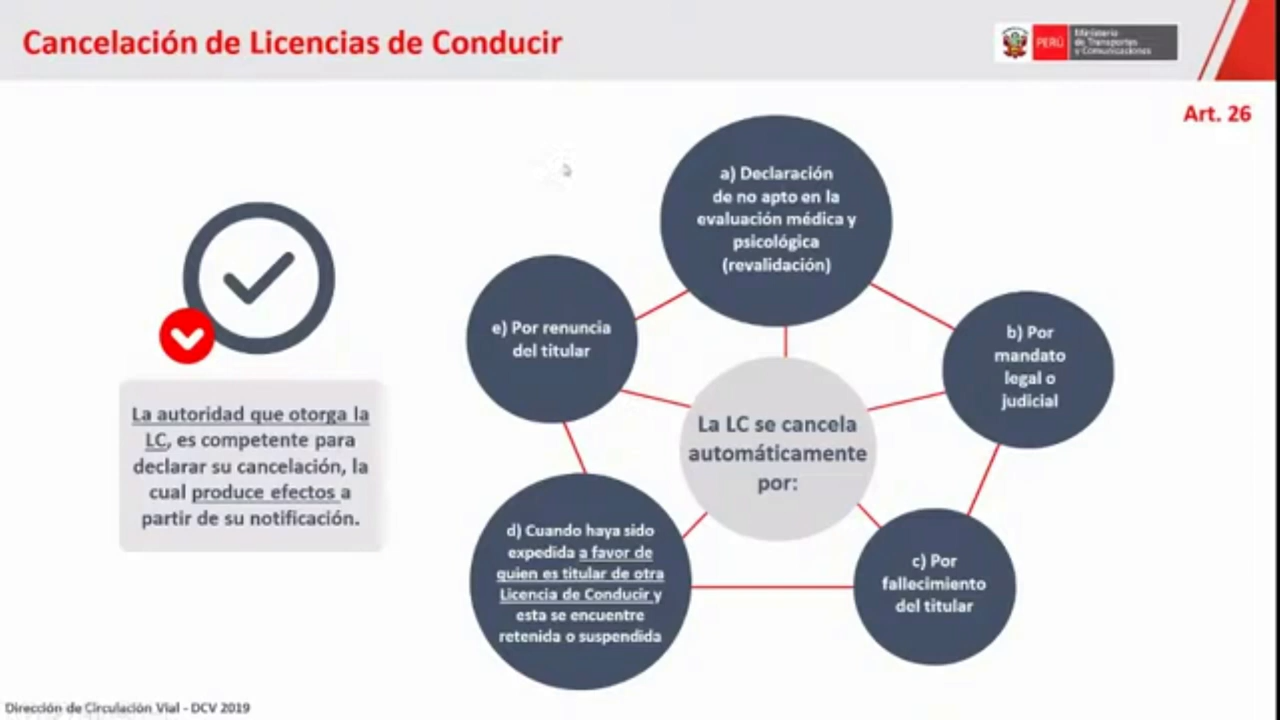 Cancelación de Licencias de Conducir
PERÚ
Ministerio
de Transportes
y Comunicaciones
Art. 26
a) Declaración
de no apto en la
evaluación médica y
psicológica
(revalidación)
e) Por renuncia
del titular
b) Por
mandato
legal o
judicial
La LC se cancela
automáticamente
por:
La autoridad que otorga la
LC, es competente para
declarar su cancelación, la
cual produce efectos a
partir de su notificación.
d) Cuando haya sido
expedida a favor de
quien es titular de otra
Licencia de Conducir y
esta se encuentre
retenida o suspendida
c) Por
fallecimiento
del titular
Dirección de Circulación Vial - DCV 2019